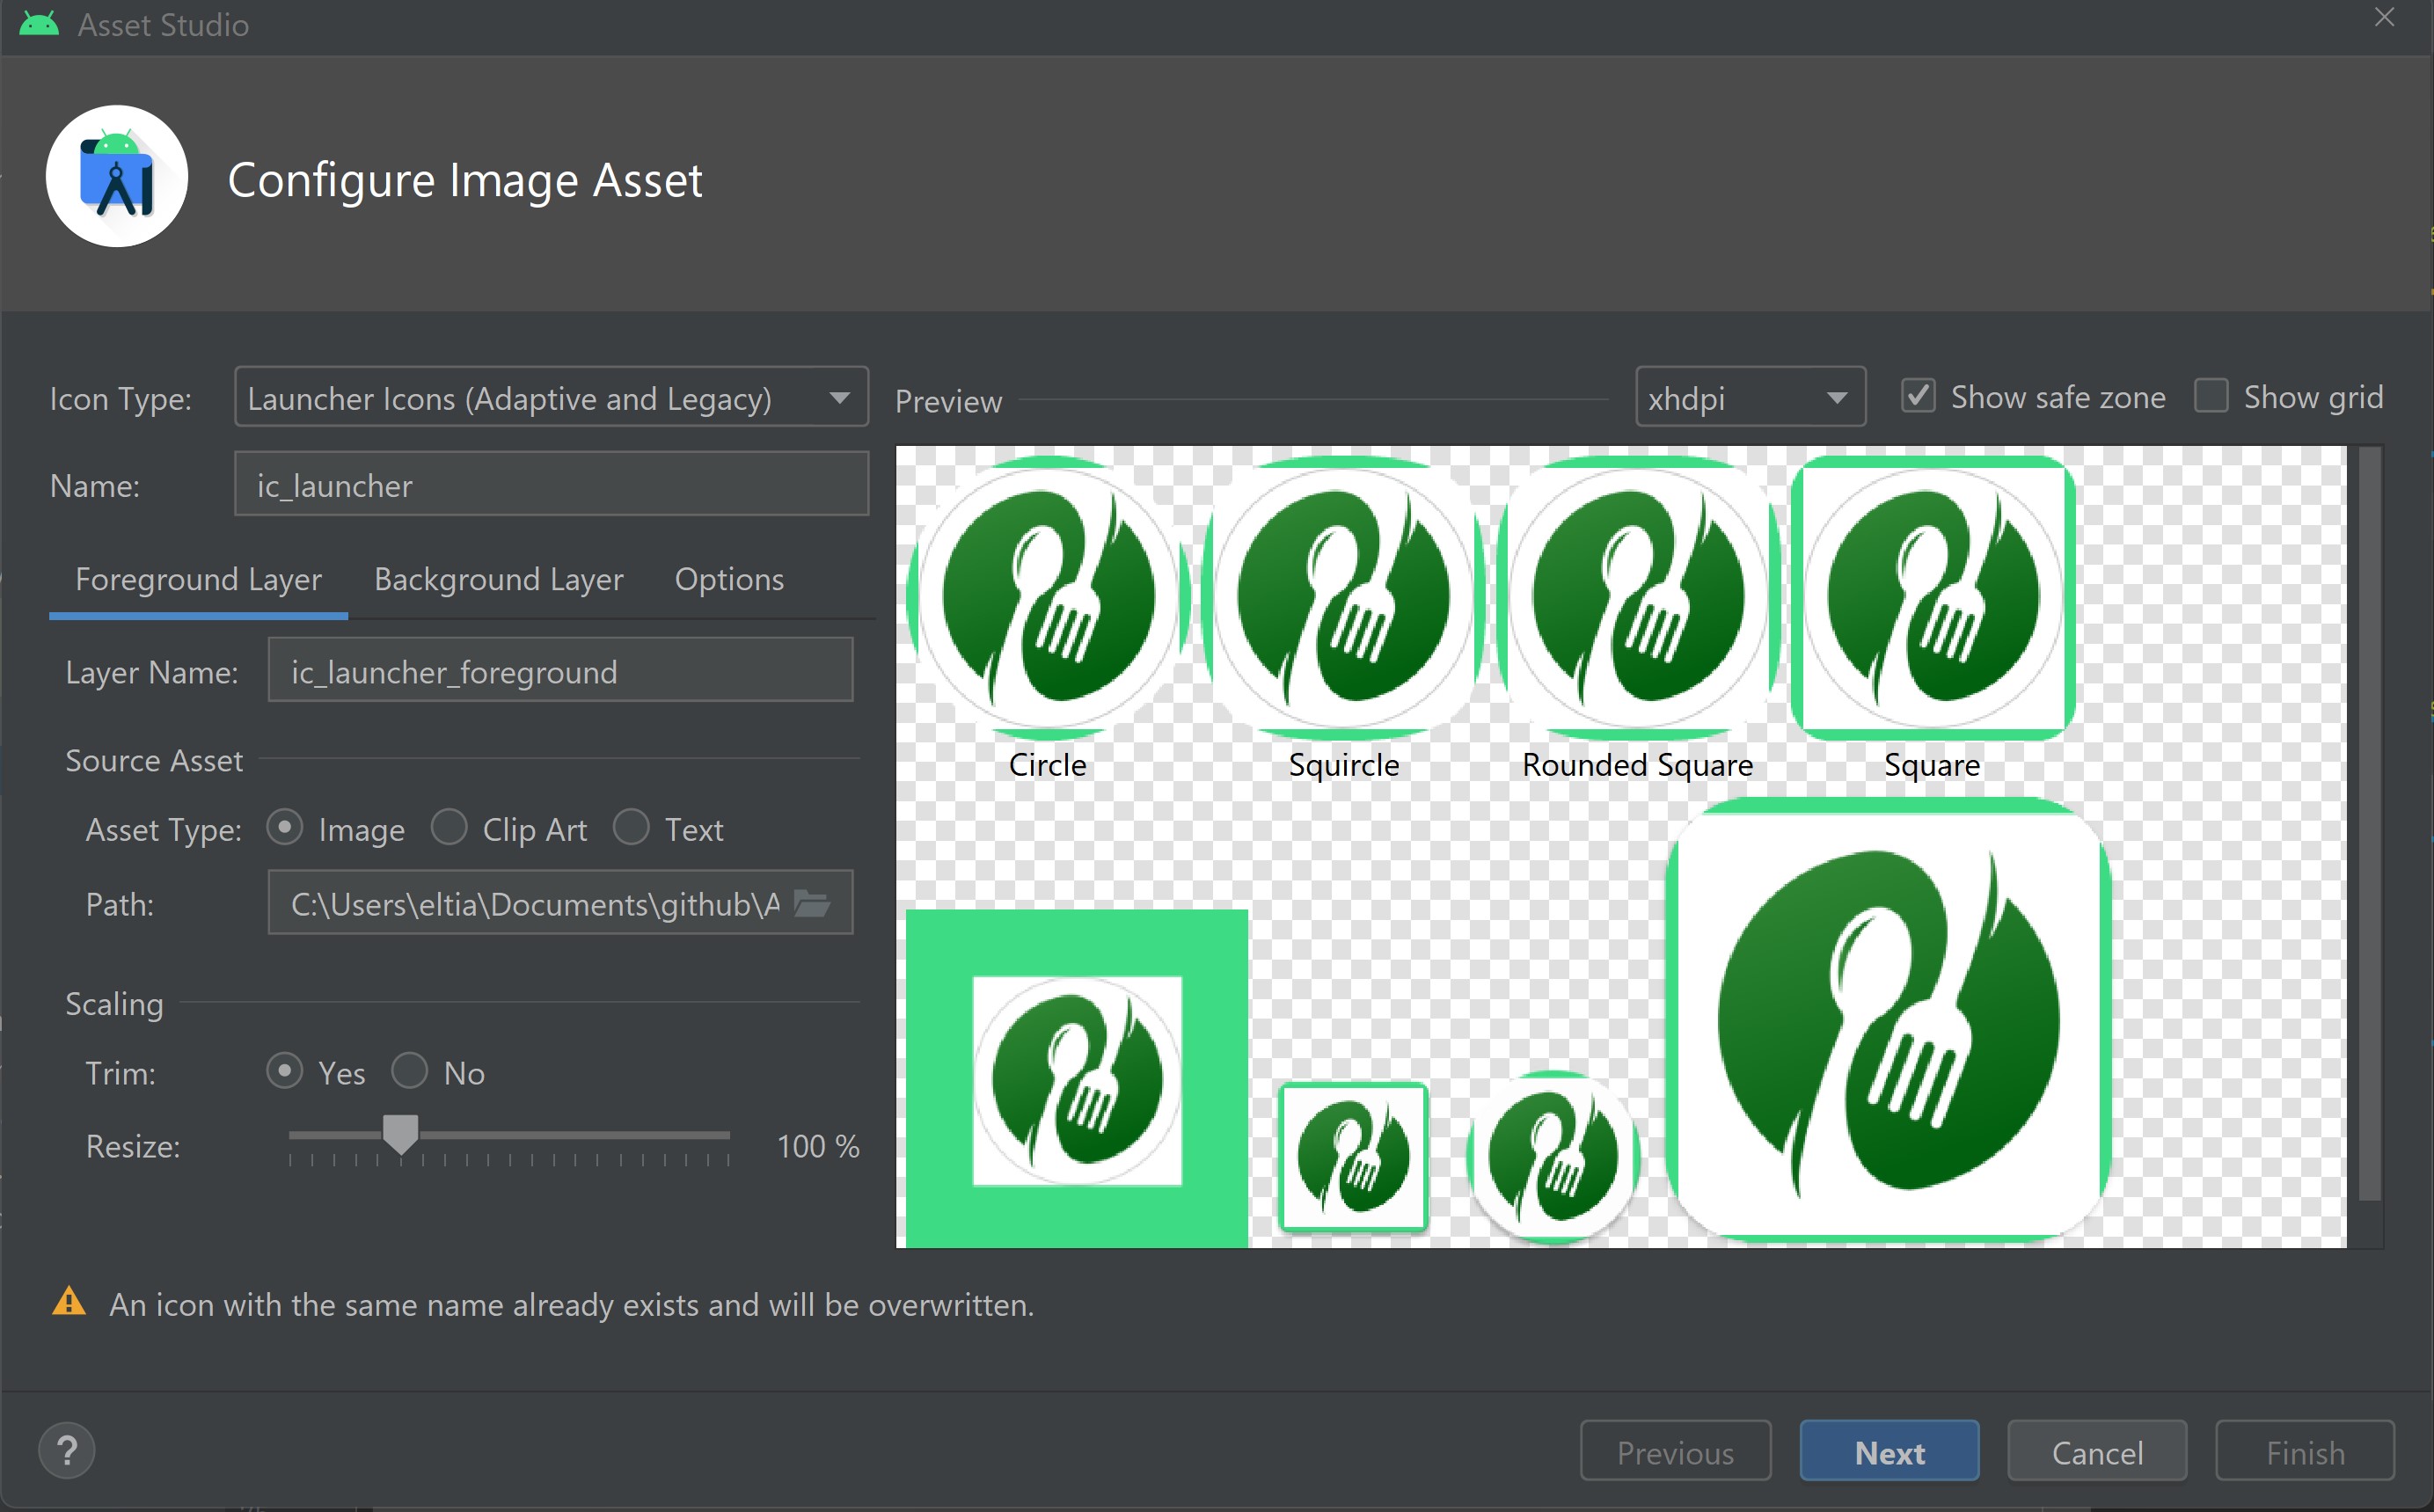 Asset Studio
Configure Image Asset
Icon Type: Launcher Icons (Adaptive and Legacy)
Preview xhdpi Show safe zone Show grid
Name: ic_launcher
Foreground Layer Background Layer Options
Layer Name: ic_launcher_foreground
Source Asset
Asset Type: Image Clip Art Text
Path: C:\Users\eltia\Documents\github\A
Scaling
Trim: Yes No
Resize: 100 %
Circle Squircle Rounded Square Square
An icon with the same name already exists and will be overwritten.
? Previous Next Cancel Finish